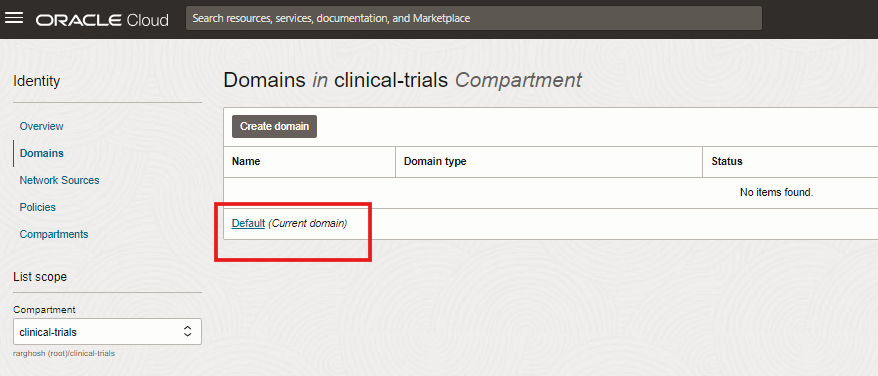 ORACLE Cloud
Search resources, services, documentation, and Marketplace
Identity
Overview
Domains
Network Sources
Policies
Compartments
List scope
Compartment
clinical-trials
rarghosh (root)/clinical-trials
Domains in clinical-trials Compartment
Create domain
Name Domain type Status
No items found.
Default (Current domain)